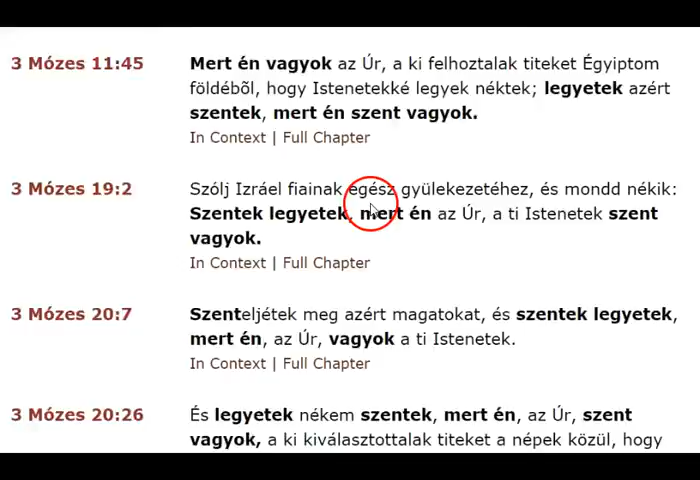 3 Mózes 11:45 Mert én vagyok az Úr, a ki felhoztalak titeket Égyiptom
földébõl, hogy Istenetekké legyek néktek; legyetek azért
szentek, mert én szent vagyok.
In Context | Full Chapter
3 Mózes 19:2 Szólj Izráel fiainak egész gyülekezetéhez, és mondd nékik:
Szentek legyetek, mert én az Úr, a ti Istenetek szent
vagyok.
In Context | Full Chapter
3 Mózes 20:7 Szenteljétek meg azért magatokat, és szentek legyetek,
mert én, az Úr, vagyok a ti Istenetek.
In Context | Full Chapter
3 Mózes 20:26 És legyetek nékem szentek, mert én, az Úr, szent
vagyok, a ki kiválasztottalak titeket a népek közül, hogy